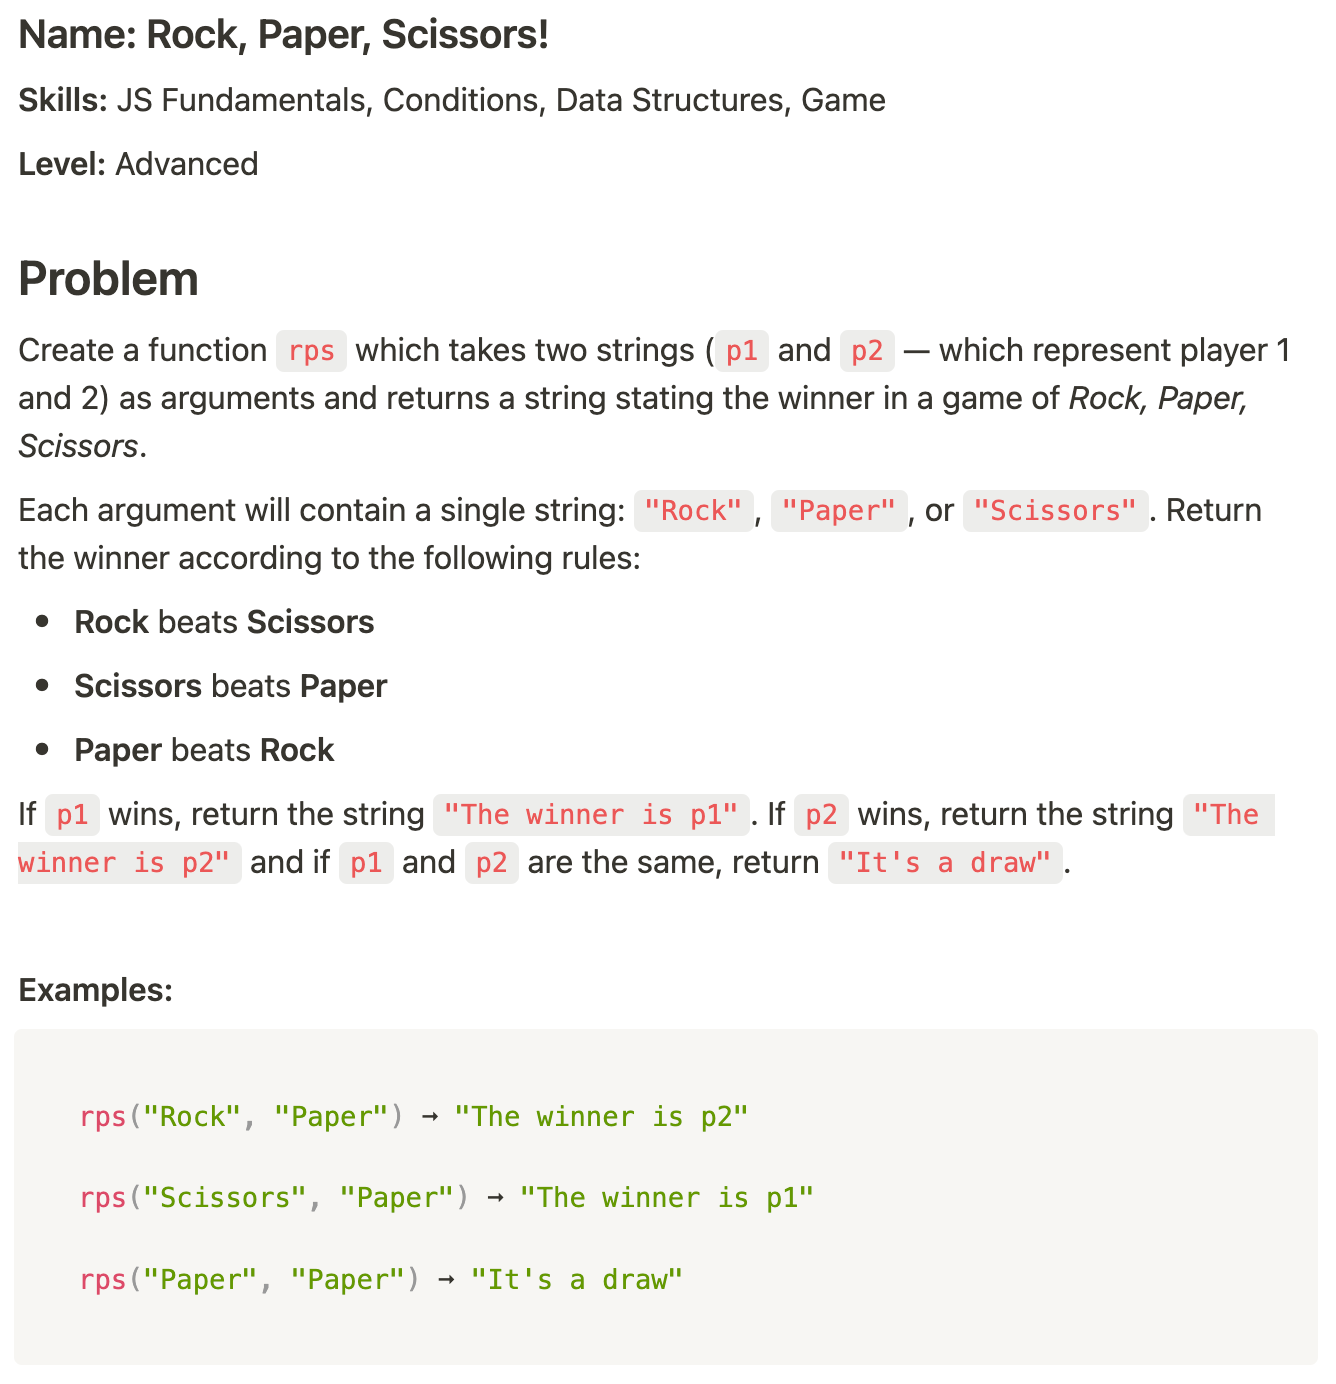 Name: Rock, Paper, Scissors!
Skills: JS Fundamentals, Conditions, Data Structures, Game
Level: Advanced
Problem
Create a function rps which takes two strings (p1 and p2 — which represent player 1
and 2) as arguments and returns a string stating the winner in a game of Rock, Paper,
Scissors.
Each argument will contain a single string: "Rock", "Paper", or "Scissors". Return
the winner according to the following rules:
• Rock beats Scissors
• Scissors beats Paper
• Paper beats Rock
If p1 wins, return the string "The winner is p1". If p2 wins, return the string "The
winner is p2" and if p1 and p2 are the same, return "It's a draw".
Examples:
rps("Rock", "Paper") → "The winner is p2"
rps("Scissors", "Paper") → "The winner is p1"
rps("Paper", "Paper") → "It's a draw"